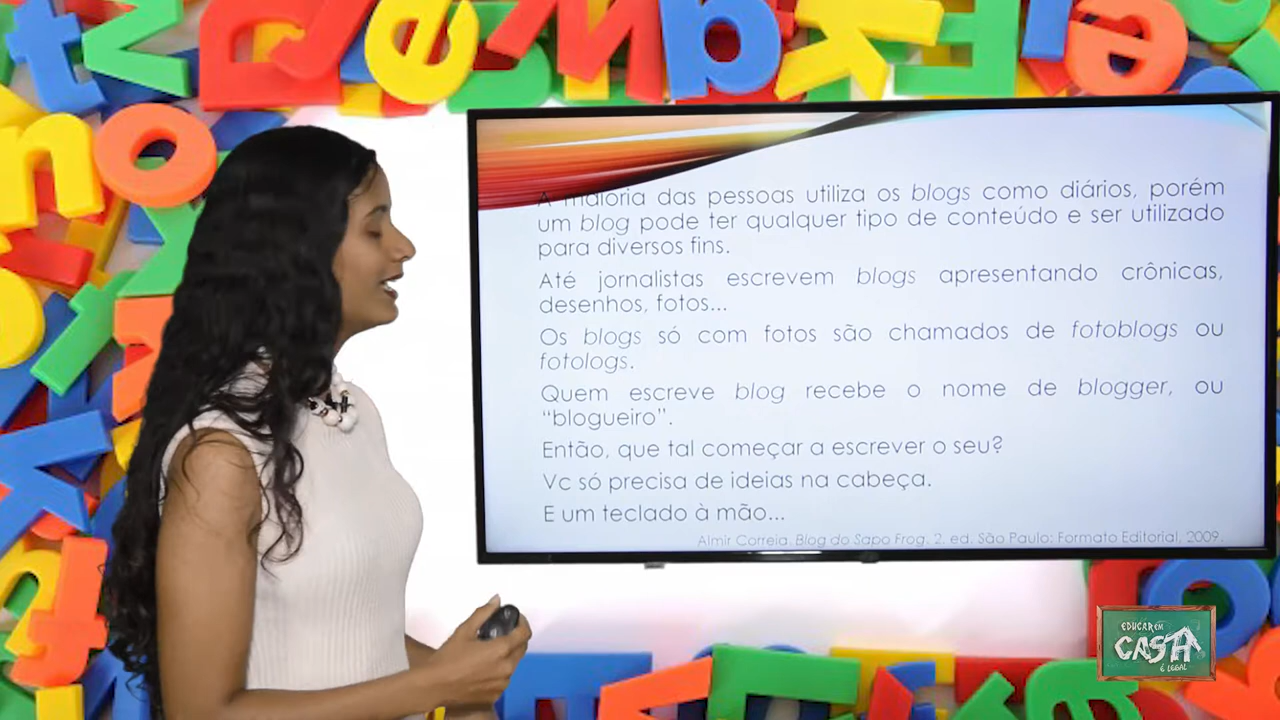 A maioria das pessoas utiliza os blogs como diários, porém
um blog pode ter qualquer tipo de conteúdo e ser utilizado
para diversos fins.
Até jornalistas escrevem blogs apresentando crônicas,
desenhos, fotos...
Os blogs só com fotos são chamados de fotoblogs ou
fotologs.
Quem escreve blog recebe o nome de blogger, ou
“blogueiro”.
Então, que tal começar a escrever o seu?
Vc só precisa de ideias na cabeça.
E um teclado à mão...
Almir Correia. Blog do Sapo Frog. 2. ed. São Paulo: Formato Editorial, 2009.
EDUCAR EM
CASA
É LEGAL